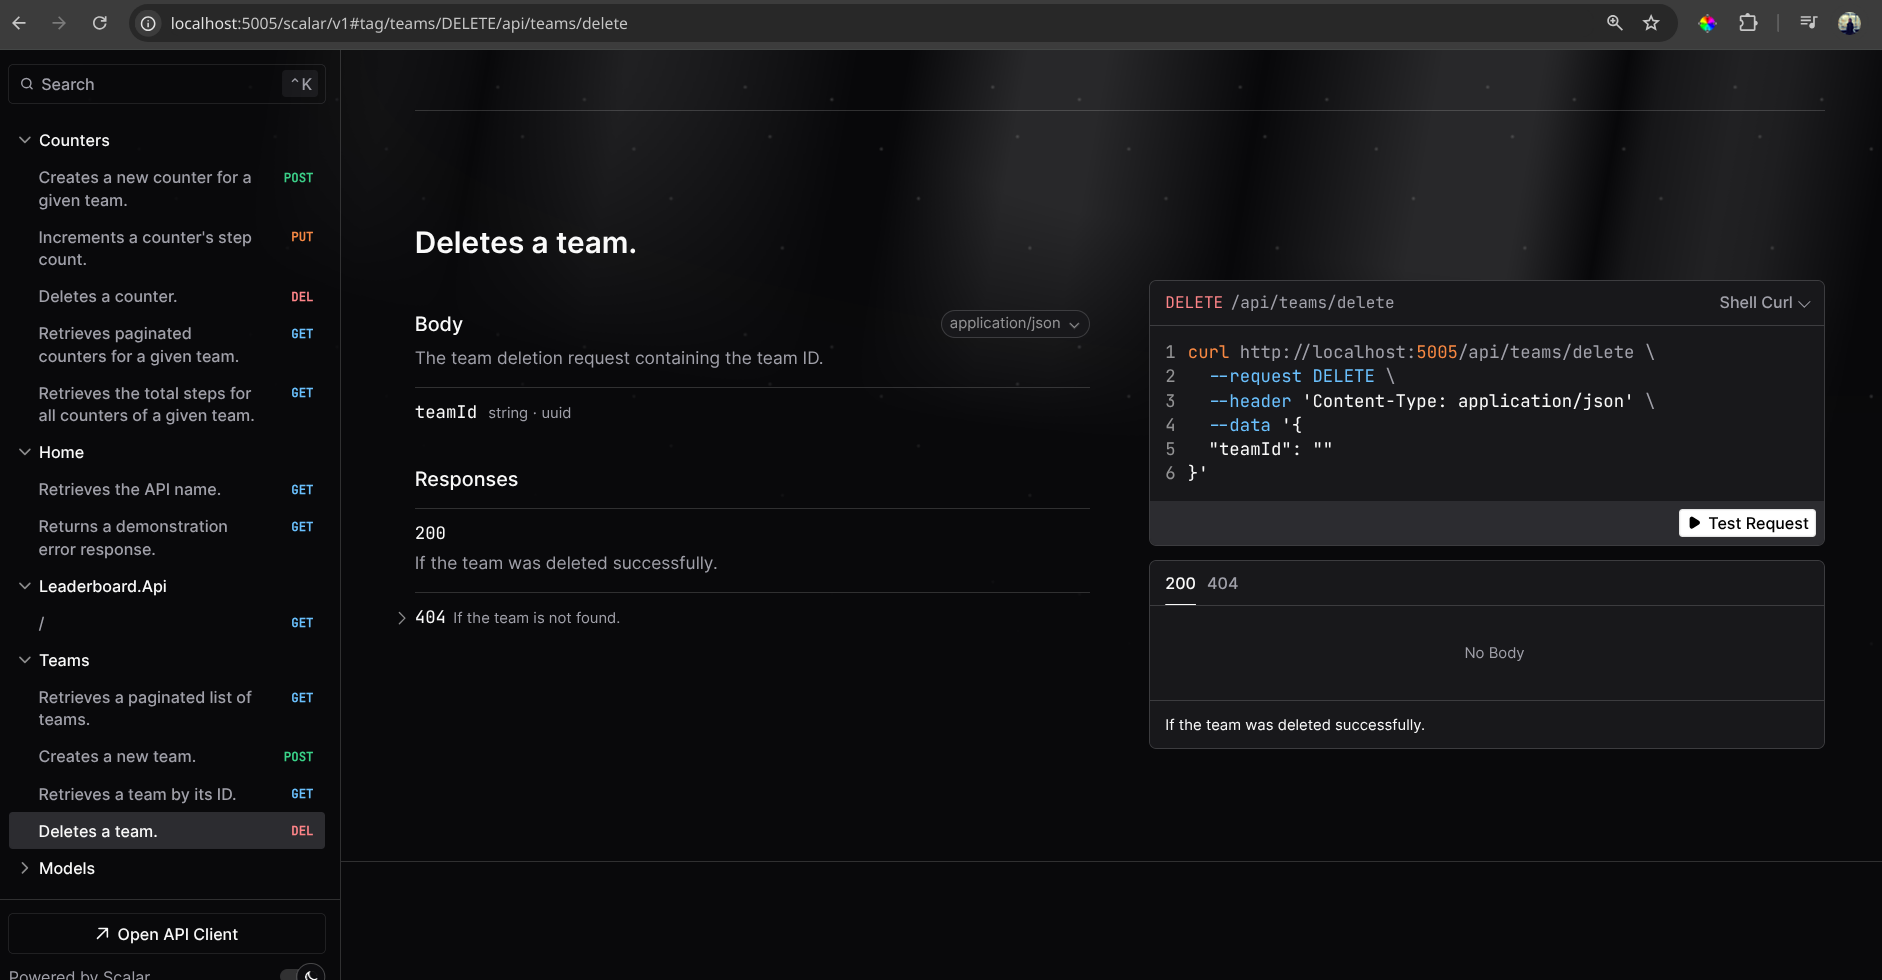 localhost:5005/scalar/v1#tag/teams/DELETE/api/teams/delete
Search
^K
Counters
Creates a new counter for a POST
given team.
Increments a counter's step PUT
count.
Deletes a counter. DEL
Retrieves paginated GET
counters for a given team.
Retrieves the total steps for GET
all counters of a given team.
Home
Retrieves the API name. GET
Returns a demonstration GET
error response.
Leaderboard.Api
/ GET
Teams
Retrieves a paginated list of GET
teams.
Creates a new team. POST
Retrieves a team by its ID. GET
Deletes a team. DEL
Models
Open API Client
Powered by Scalar
Deletes a team.
Body application/json
The team deletion request containing the team ID.
teamId string · uuid
Responses
200
If the team was deleted successfully.
404 If the team is not found.
DELETE /api/teams/delete Shell Curl
1 curl http://localhost:5005/api/teams/delete \
2 --request DELETE \
3 --header 'Content-Type: application/json' \
4 --data '{
5 "teamId": ""
6 }'
Test Request
200 404
No Body
If the team was deleted successfully.